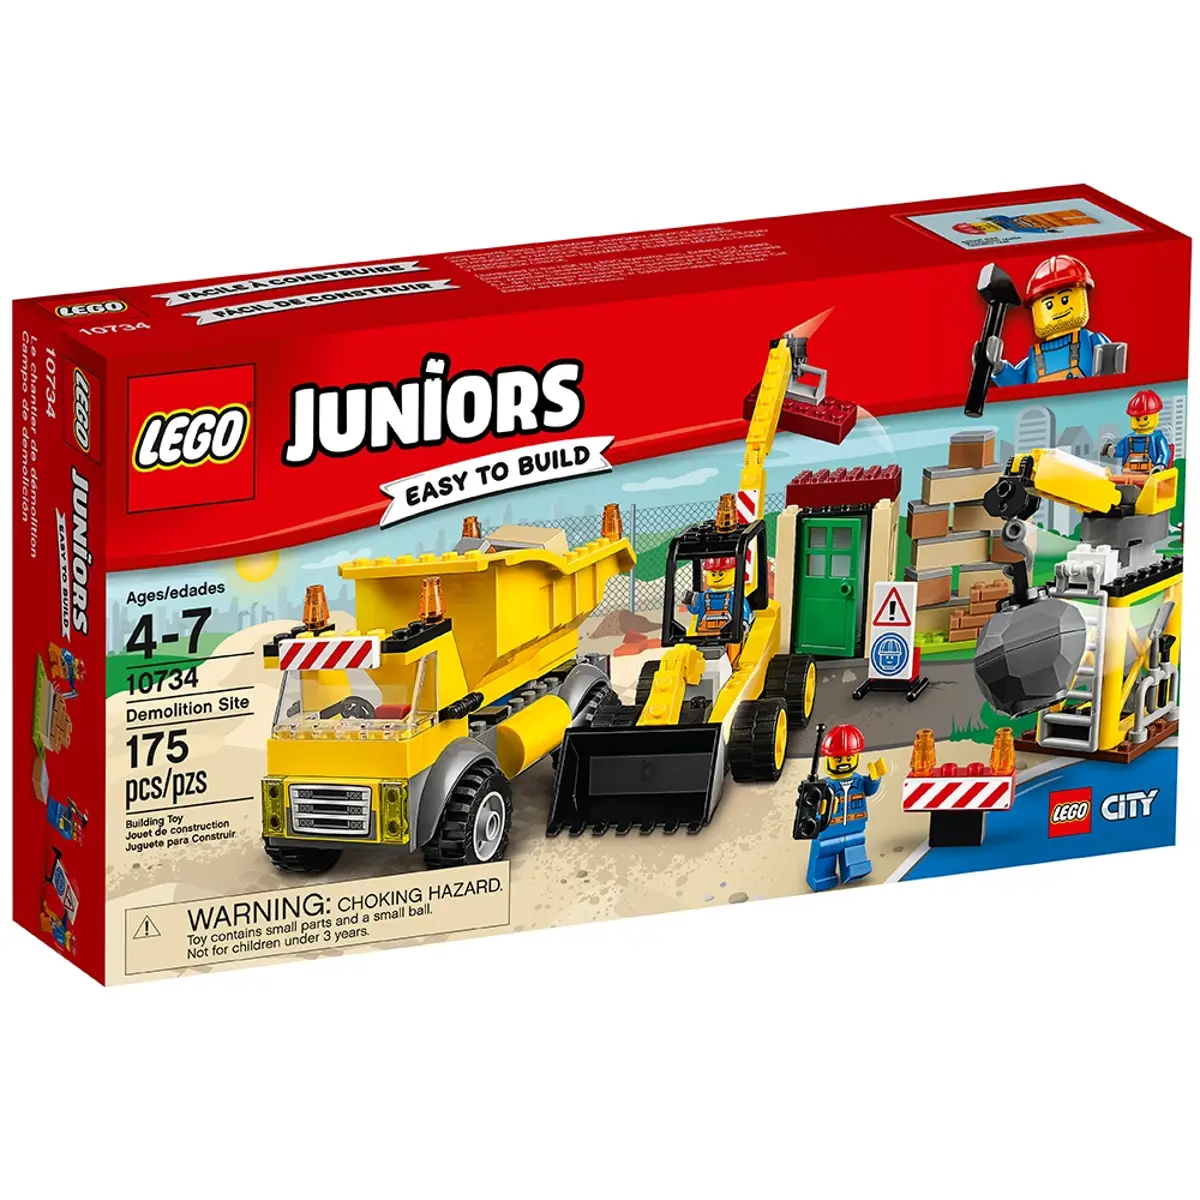 LEGO
10734
FACILE À CONSTRUIRE
FÁCIL DE CONSTRUIR
10734
Le chantier de démolition
Campo de demolición
LEGO
JUNIORS
EASY TO BUILD
LEGO
JUNIORS
EASY TO BUILD
Ages/edades
4-7
10734
Demolition Site
175
pcs/pzs
Building Toy
Jouet de construction
Juguete para Construir
WARNING: CHOKING HAZARD.
Toy contains small parts and a small ball.
Not for children under 3 years.
LEGO CITY